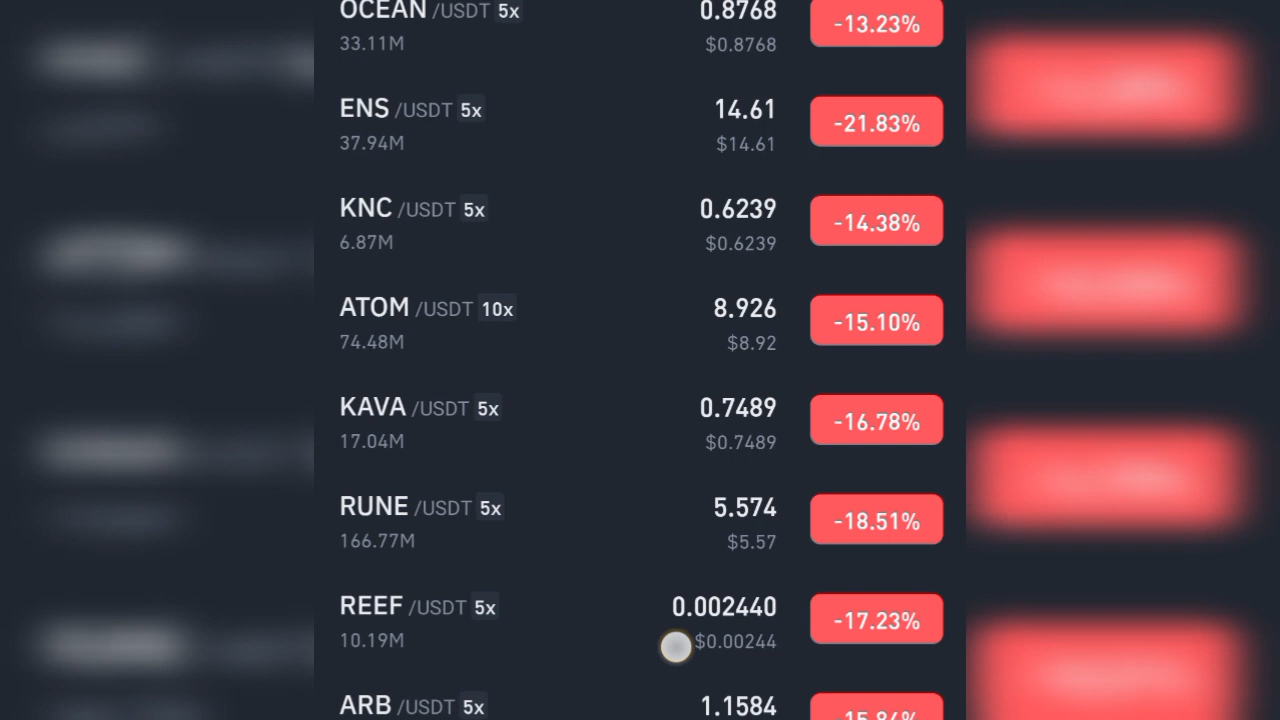 OCEAN /USDT 5x 0.8768 -13.23%
33.11M $0.8768
ENS /USDT 5x 14.61 -21.83%
37.94M $14.61
KNC /USDT 5x 0.6239 -14.38%
6.87M $0.6239
ATOM /USDT 10x 8.926 -15.10%
74.48M $8.92
KAVA /USDT 5x 0.7489 -16.78%
17.04M $0.7489
RUNE /USDT 5x 5.574 -18.51%
166.77M $5.57
REEF /USDT 5x 0.002440 -17.23%
10.19M $0.00244
ARB /USDT 5x 1.1584 -15.84%